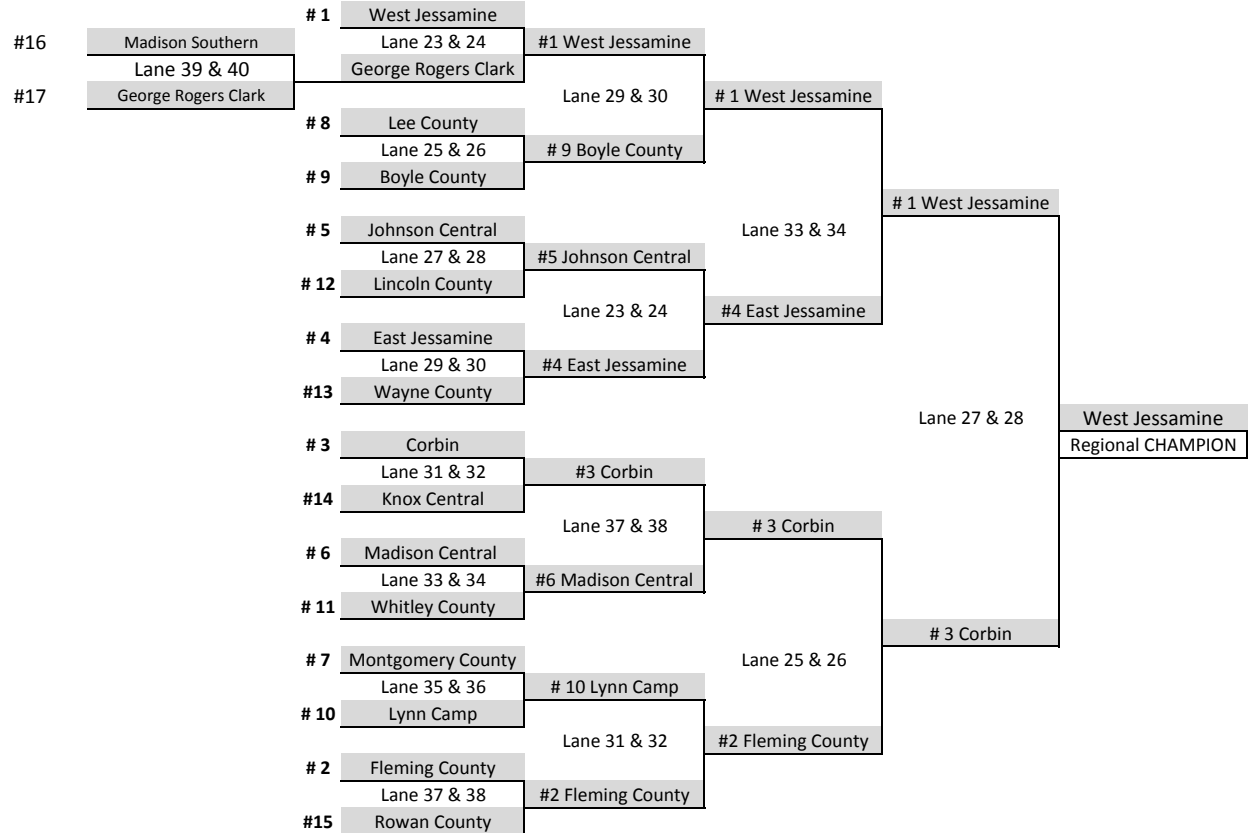 # 1 West Jessamine
#16 Madison Southern Lane 23 & 24 #1 West Jessamine
Lane 39 & 40 George Rogers Clark
#17 George Rogers Clark Lane 29 & 30 # 1 West Jessamine
# 8 Lee County
Lane 25 & 26 # 9 Boyle County
# 9 Boyle County
# 1 West Jessamine
# 5 Johnson Central Lane 33 & 34
Lane 27 & 28 #5 Johnson Central
# 12 Lincoln County
Lane 23 & 24 #4 East Jessamine
# 4 East Jessamine
Lane 29 & 30 #4 East Jessamine
#13 Wayne County
Lane 27 & 28 West Jessamine
# 3 Corbin Regional CHAMPION
Lane 31 & 32 #3 Corbin
#14 Knox Central
Lane 37 & 38 # 3 Corbin
# 6 Madison Central
Lane 33 & 34 #6 Madison Central
# 11 Whitley County
# 3 Corbin
# 7 Montgomery County Lane 25 & 26
Lane 35 & 36 # 10 Lynn Camp
# 10 Lynn Camp
Lane 31 & 32 #2 Fleming County
# 2 Fleming County
Lane 37 & 38 #2 Fleming County
#15 Rowan County